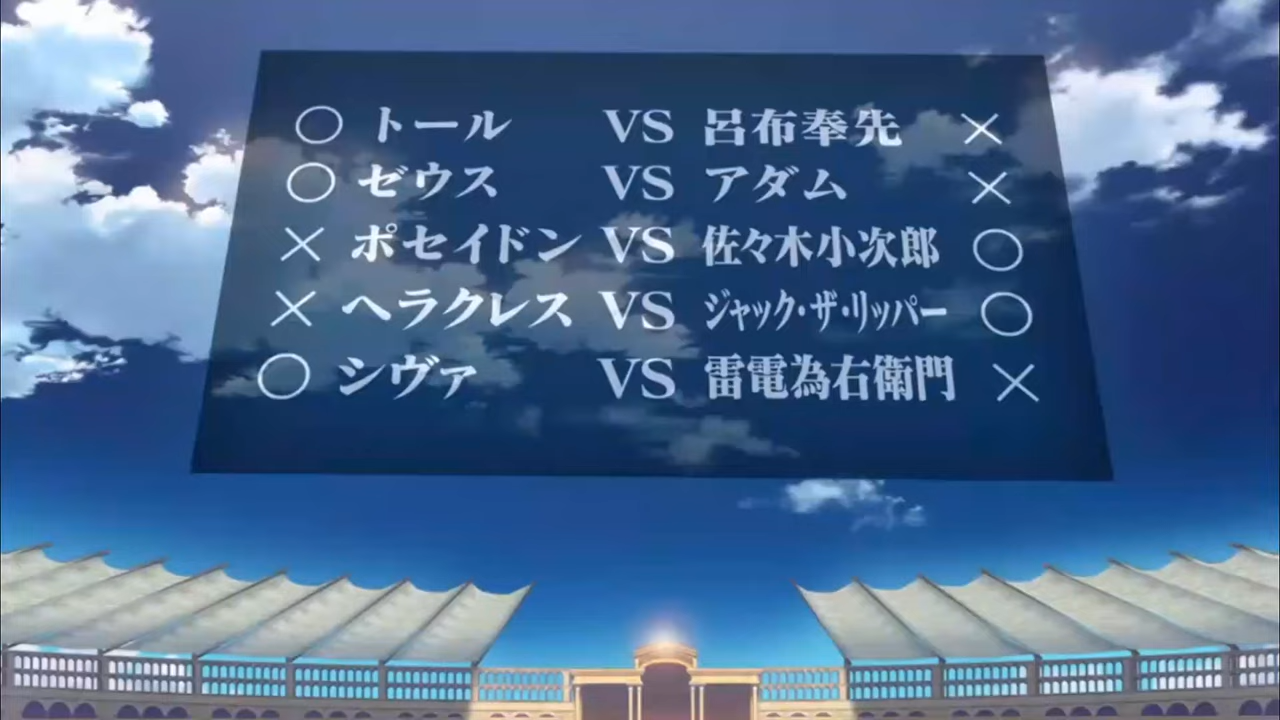 ○ トール VS 呂布奉先 ×
○ ゼウス VS アダム ×
× ポセイドン VS 佐々木小次郎 ○
× ヘラクレス VS ジャック・ザ・リッパー ○
○ シヴァ VS 雷電為右衛門 ×